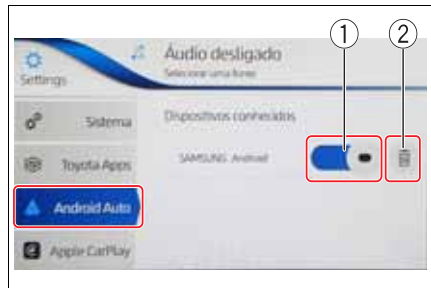 1
2
Áudio desligado
Selecionar uma fonte
Settings
Sistema
Dispositivos conhecidos
Toyota Apps
SAMSUNG Android
Android Auto
Apple CarPlay